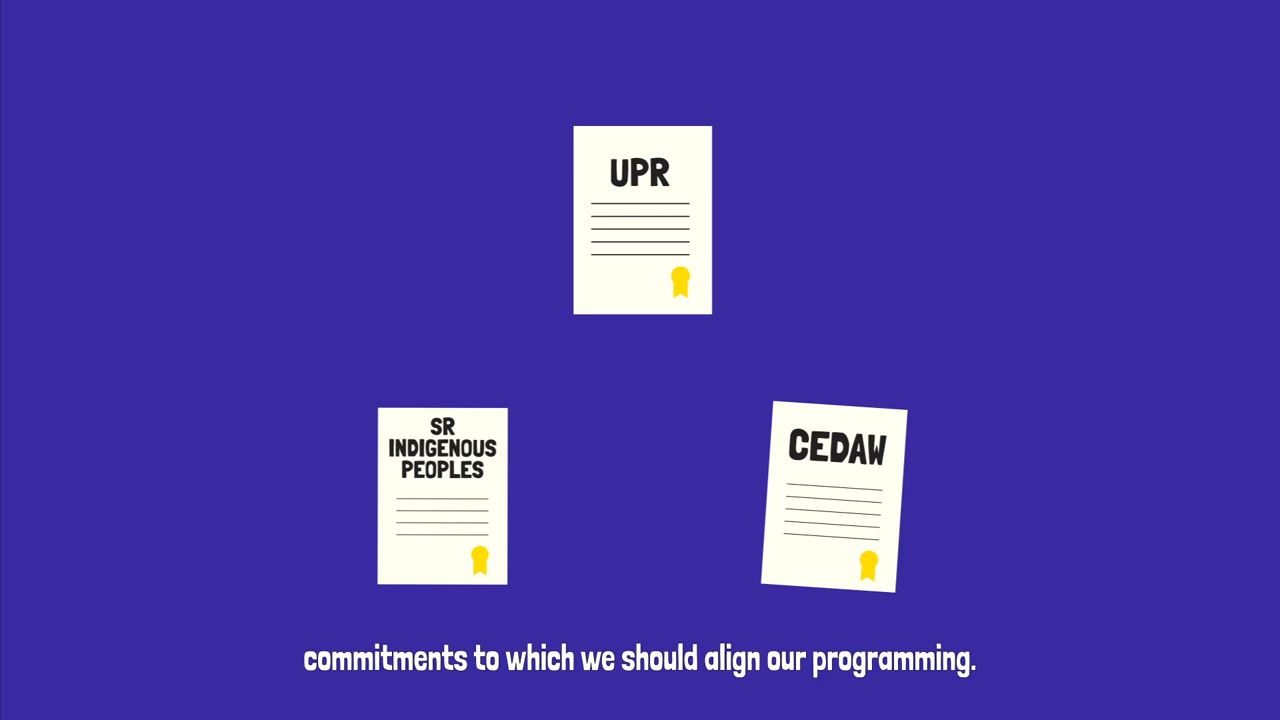 UPR
SR
INDIGENOUS
PEOPLES
CEDAW
commitments to which we should align our programming.